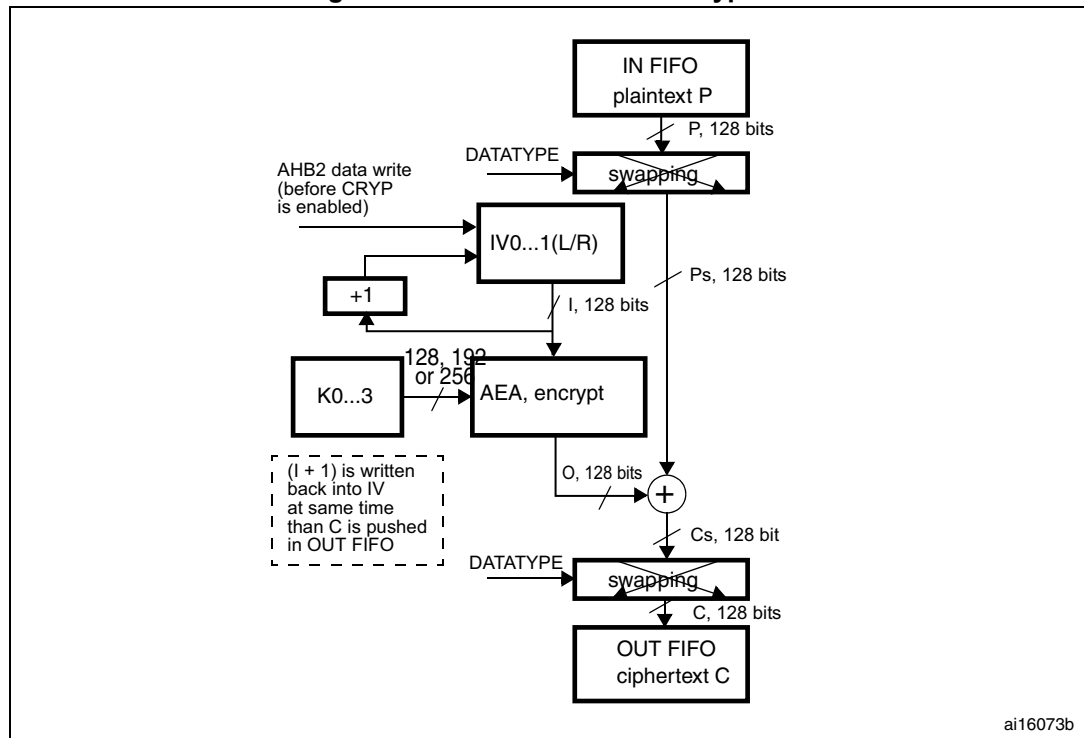 IN FIFO
plaintext P
P, 128 bits
DATATYPE
swapping
AHB2 data write
(before CRYP
is enabled)
IV0...1(L/R)
Ps, 128 bits
+1
I, 128 bits
128, 192
or 256
K0...3
AEA, encrypt
(I + 1) is written
back into IV
at same time
than C is pushed
in OUT FIFO
O, 128 bits
+
Cs, 128 bit
DATATYPE
swapping
C, 128 bits
OUT FIFO
ciphertext C
ai16073b